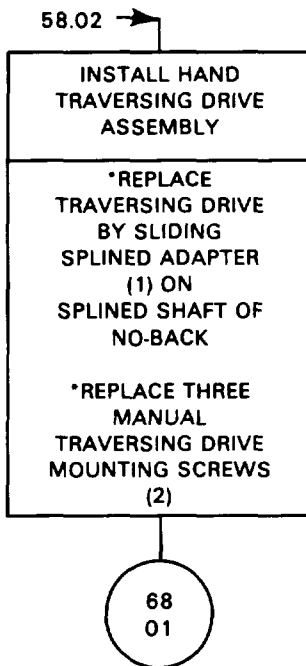 58.02
INSTALL HAND
TRAVERSING DRIVE
ASSEMBLY
*REPLACE
TRAVERSING DRIVE
BY SLIDING
SPLINED ADAPTER
(1) ON
SPLINED SHAFT OF
NO-BACK
*REPLACE THREE
MANUAL
TRAVERSING DRIVE
MOUNTING SCREWS
(2)
68
01